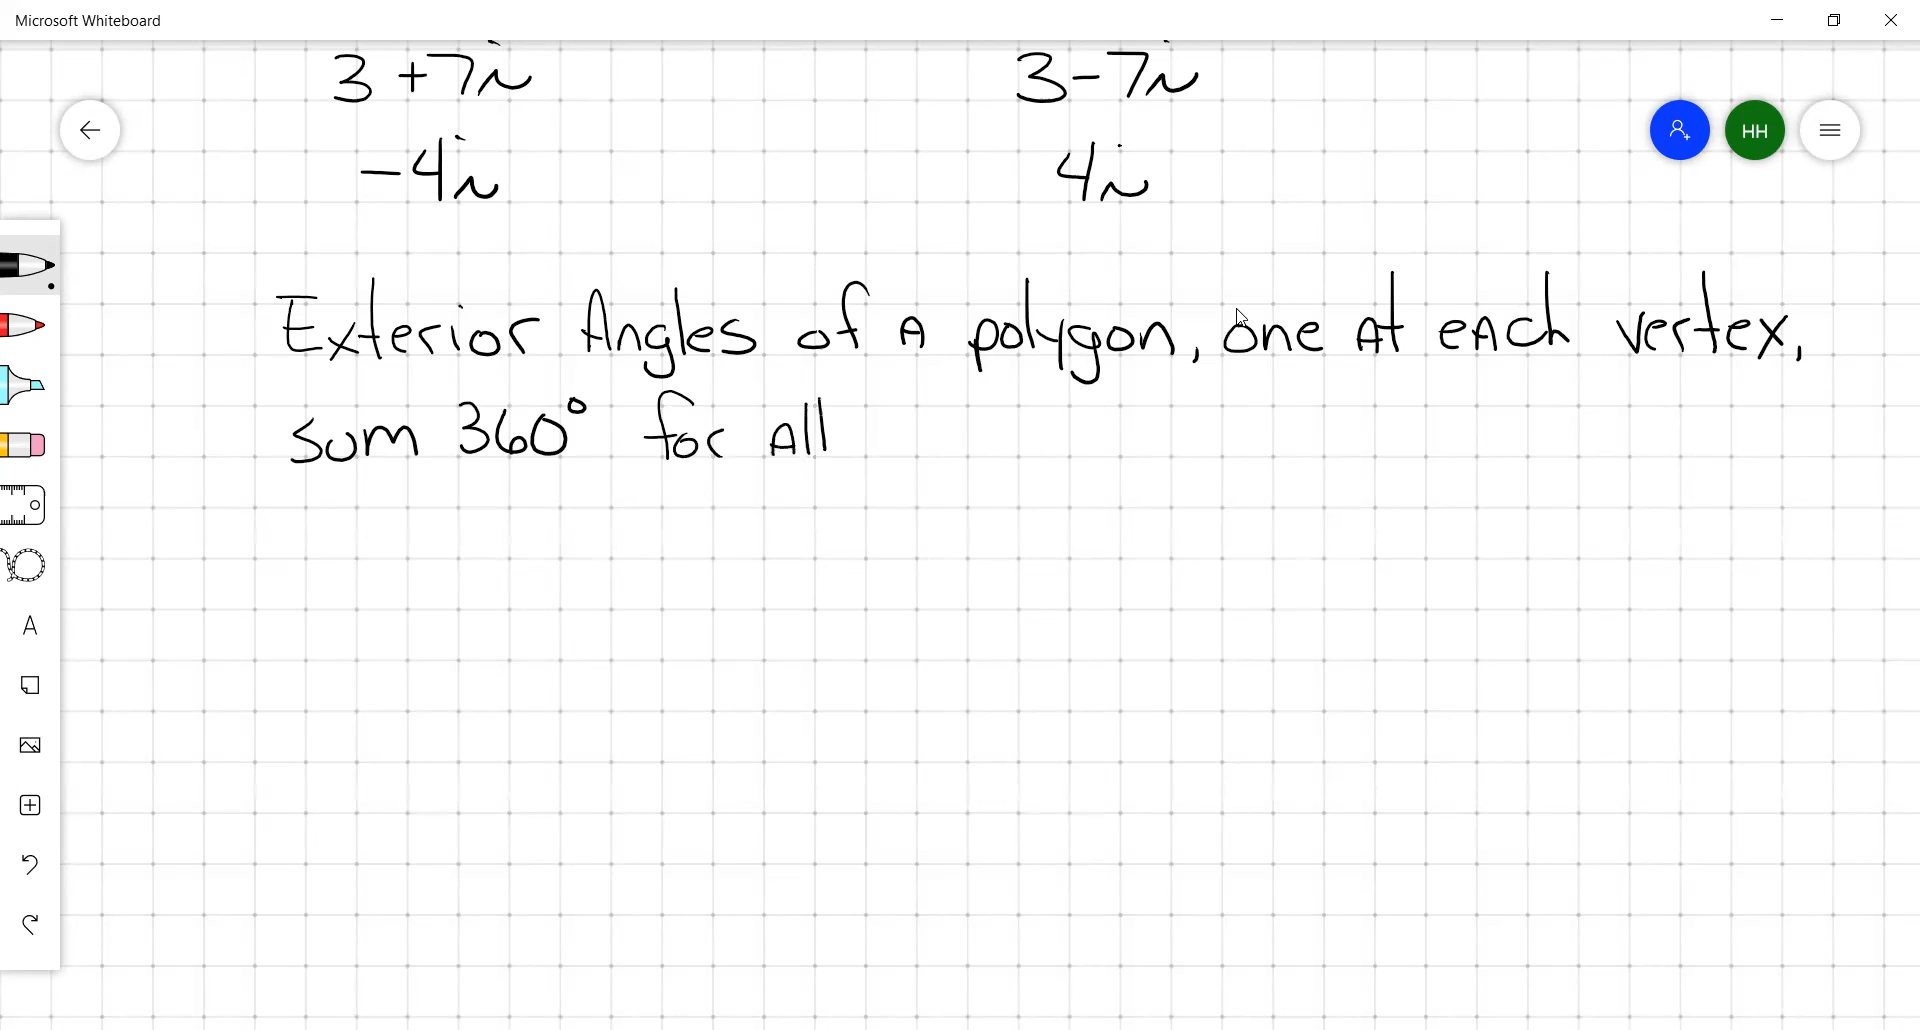 Microsoft Whiteboard
3+7i 3-7i
HH
-4i 4i
Exterior Angles of A polygon, one At eAch vertex,
sum 360° for All